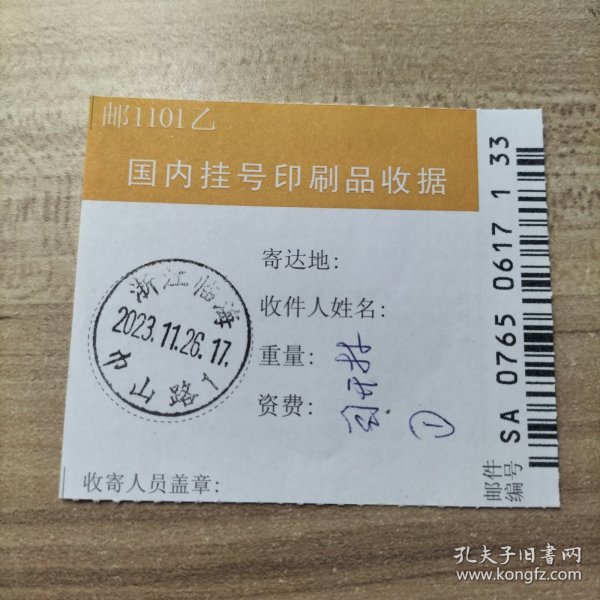 邮1101乙
国内挂号印刷品收据
寄达地：
收件人姓名：
重量：
资费：
①
浙江临海
2023.11.26.17.
山路1
收寄人员盖章：
邮件
编号
SA 0765 0617 1 33
孔夫子旧书网
www.kongfz.com